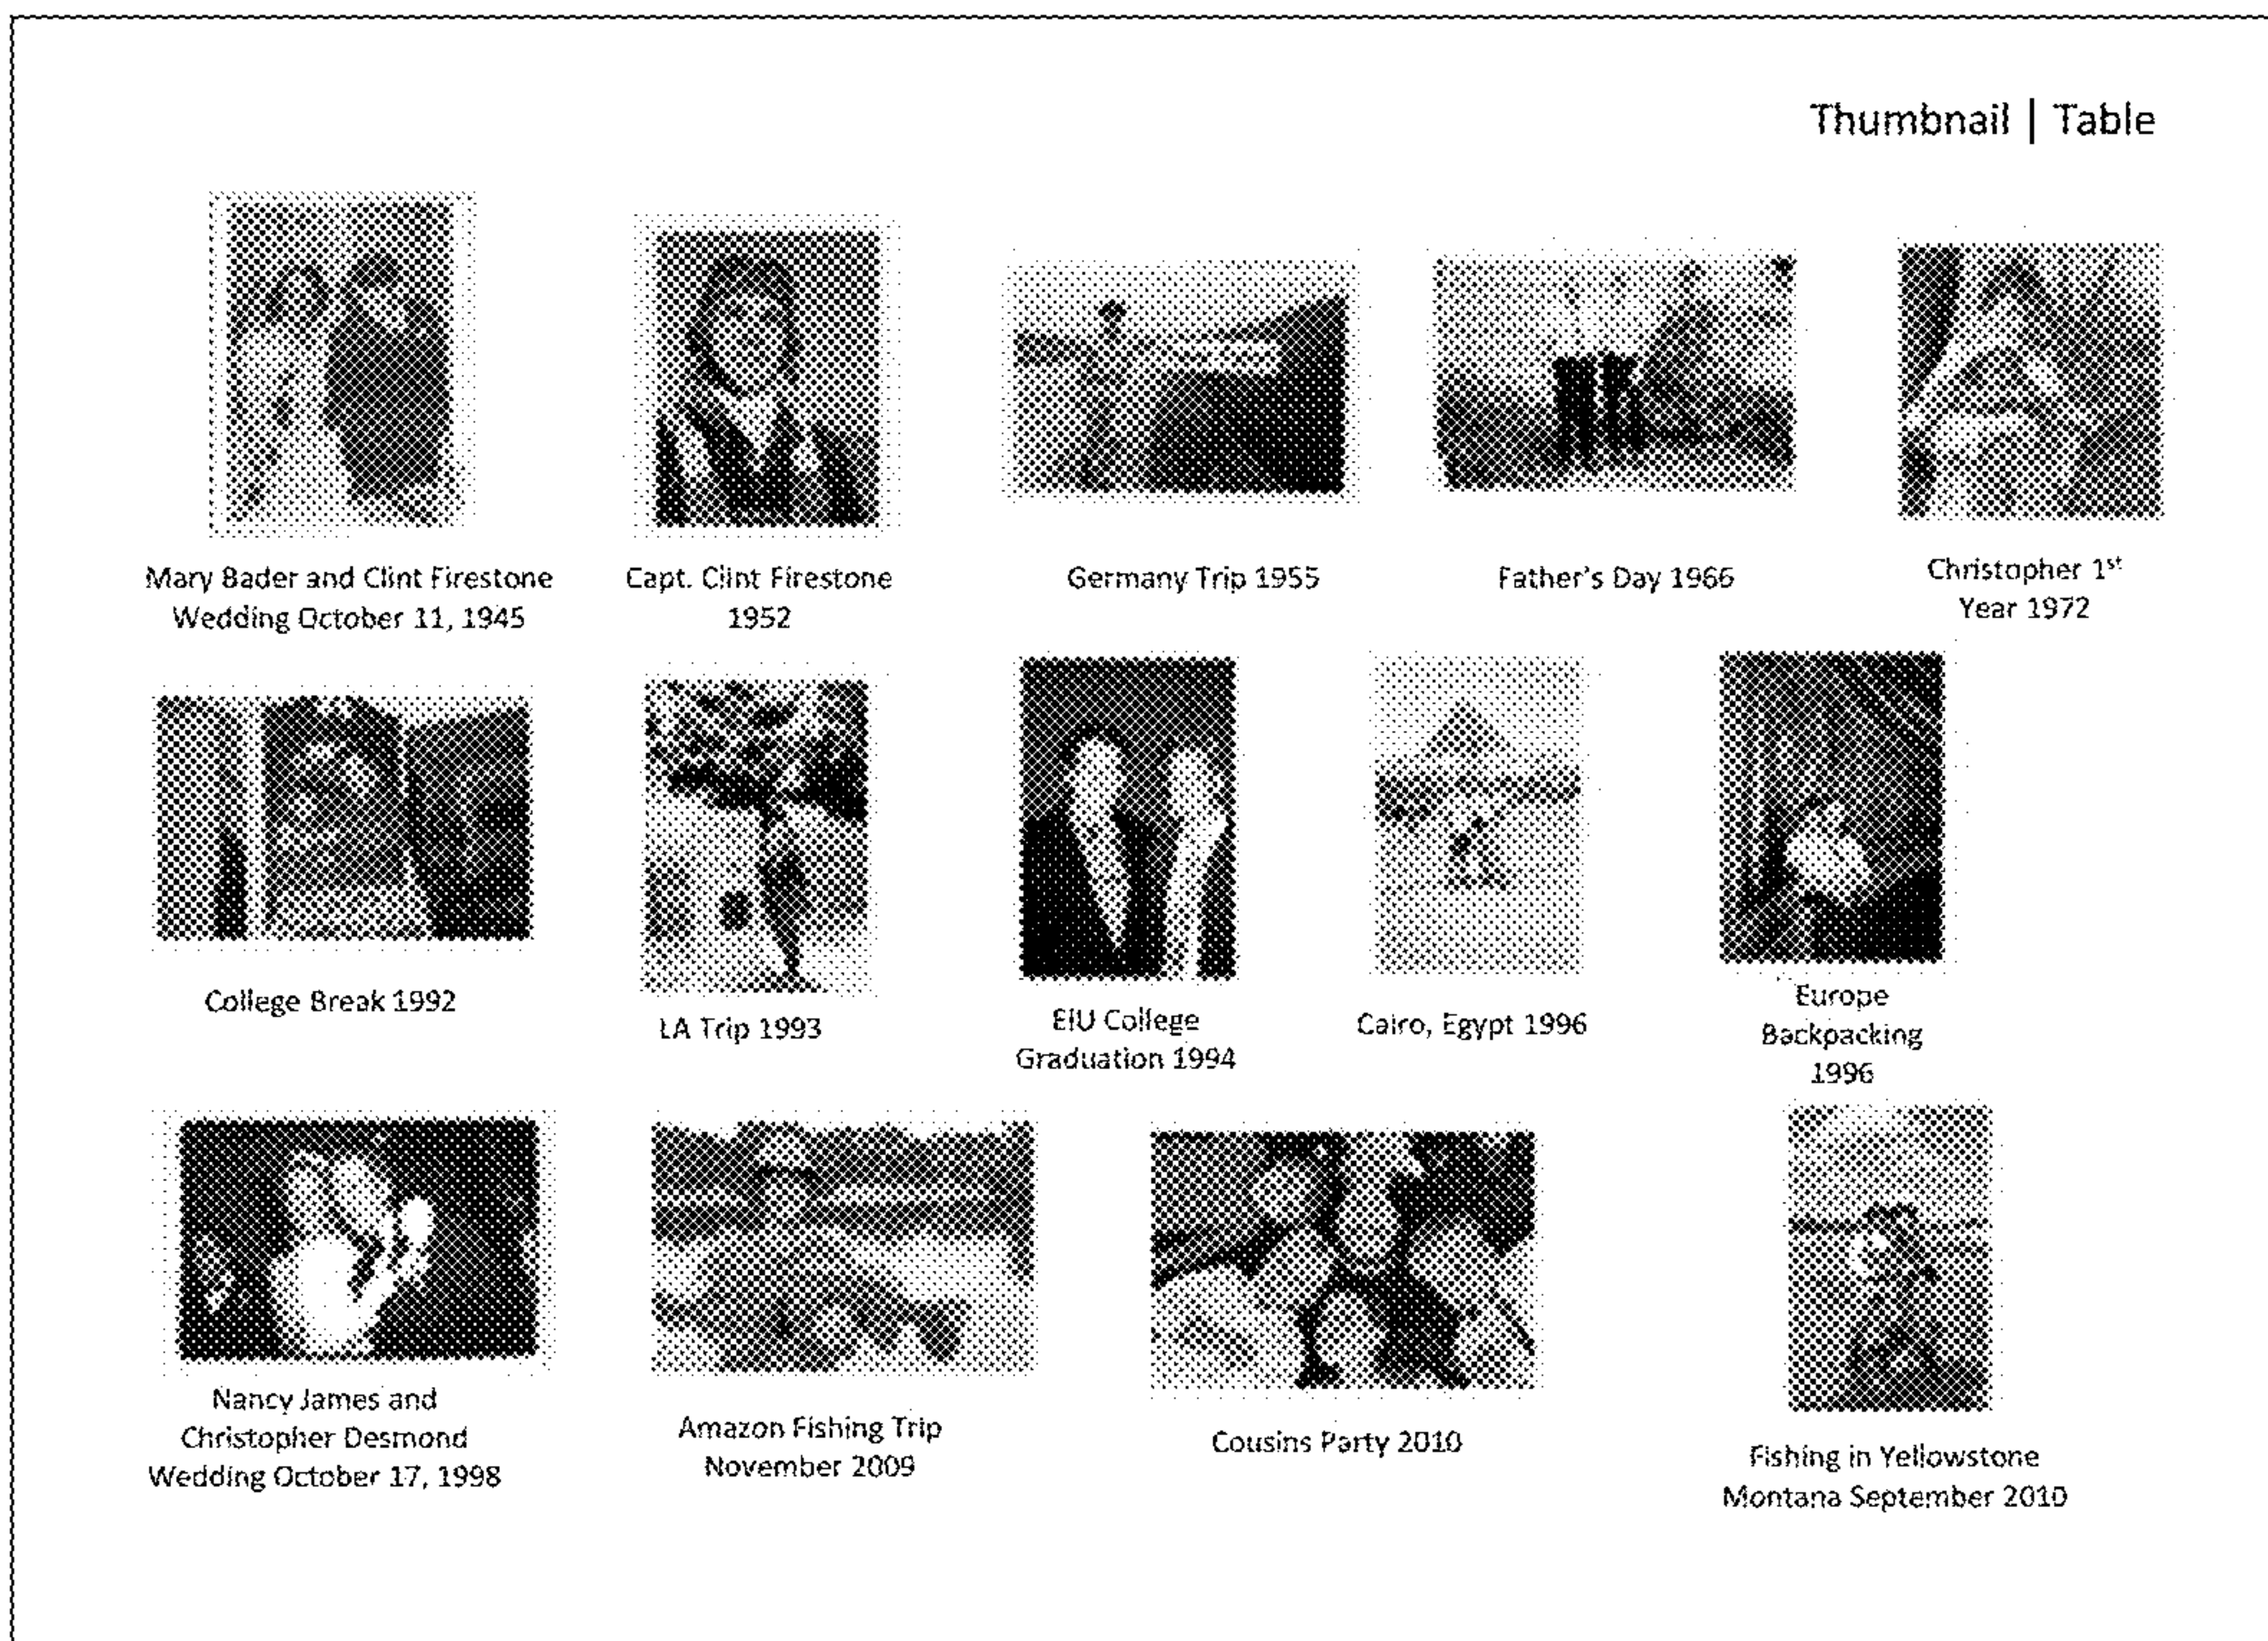 Thumbnail | Table
Mary Bader and Clint Firestone
Wedding October 11, 1945
Capt. Clint Firestone
1952
Germany Trip 1955
Father's Day 1966
Christopher 1st
Year 1972
College Break 1992
LA Trip 1993
EIU College
Graduation 1994
Cairo, Egypt 1996
Europe
Backpacking
1996
Nancy James and
Christopher Desmond
Wedding October 17, 1998
Amazon Fishing Trip
November 2009
Cousins Party 2010
Fishing in Yellowstone
Montana September 2010